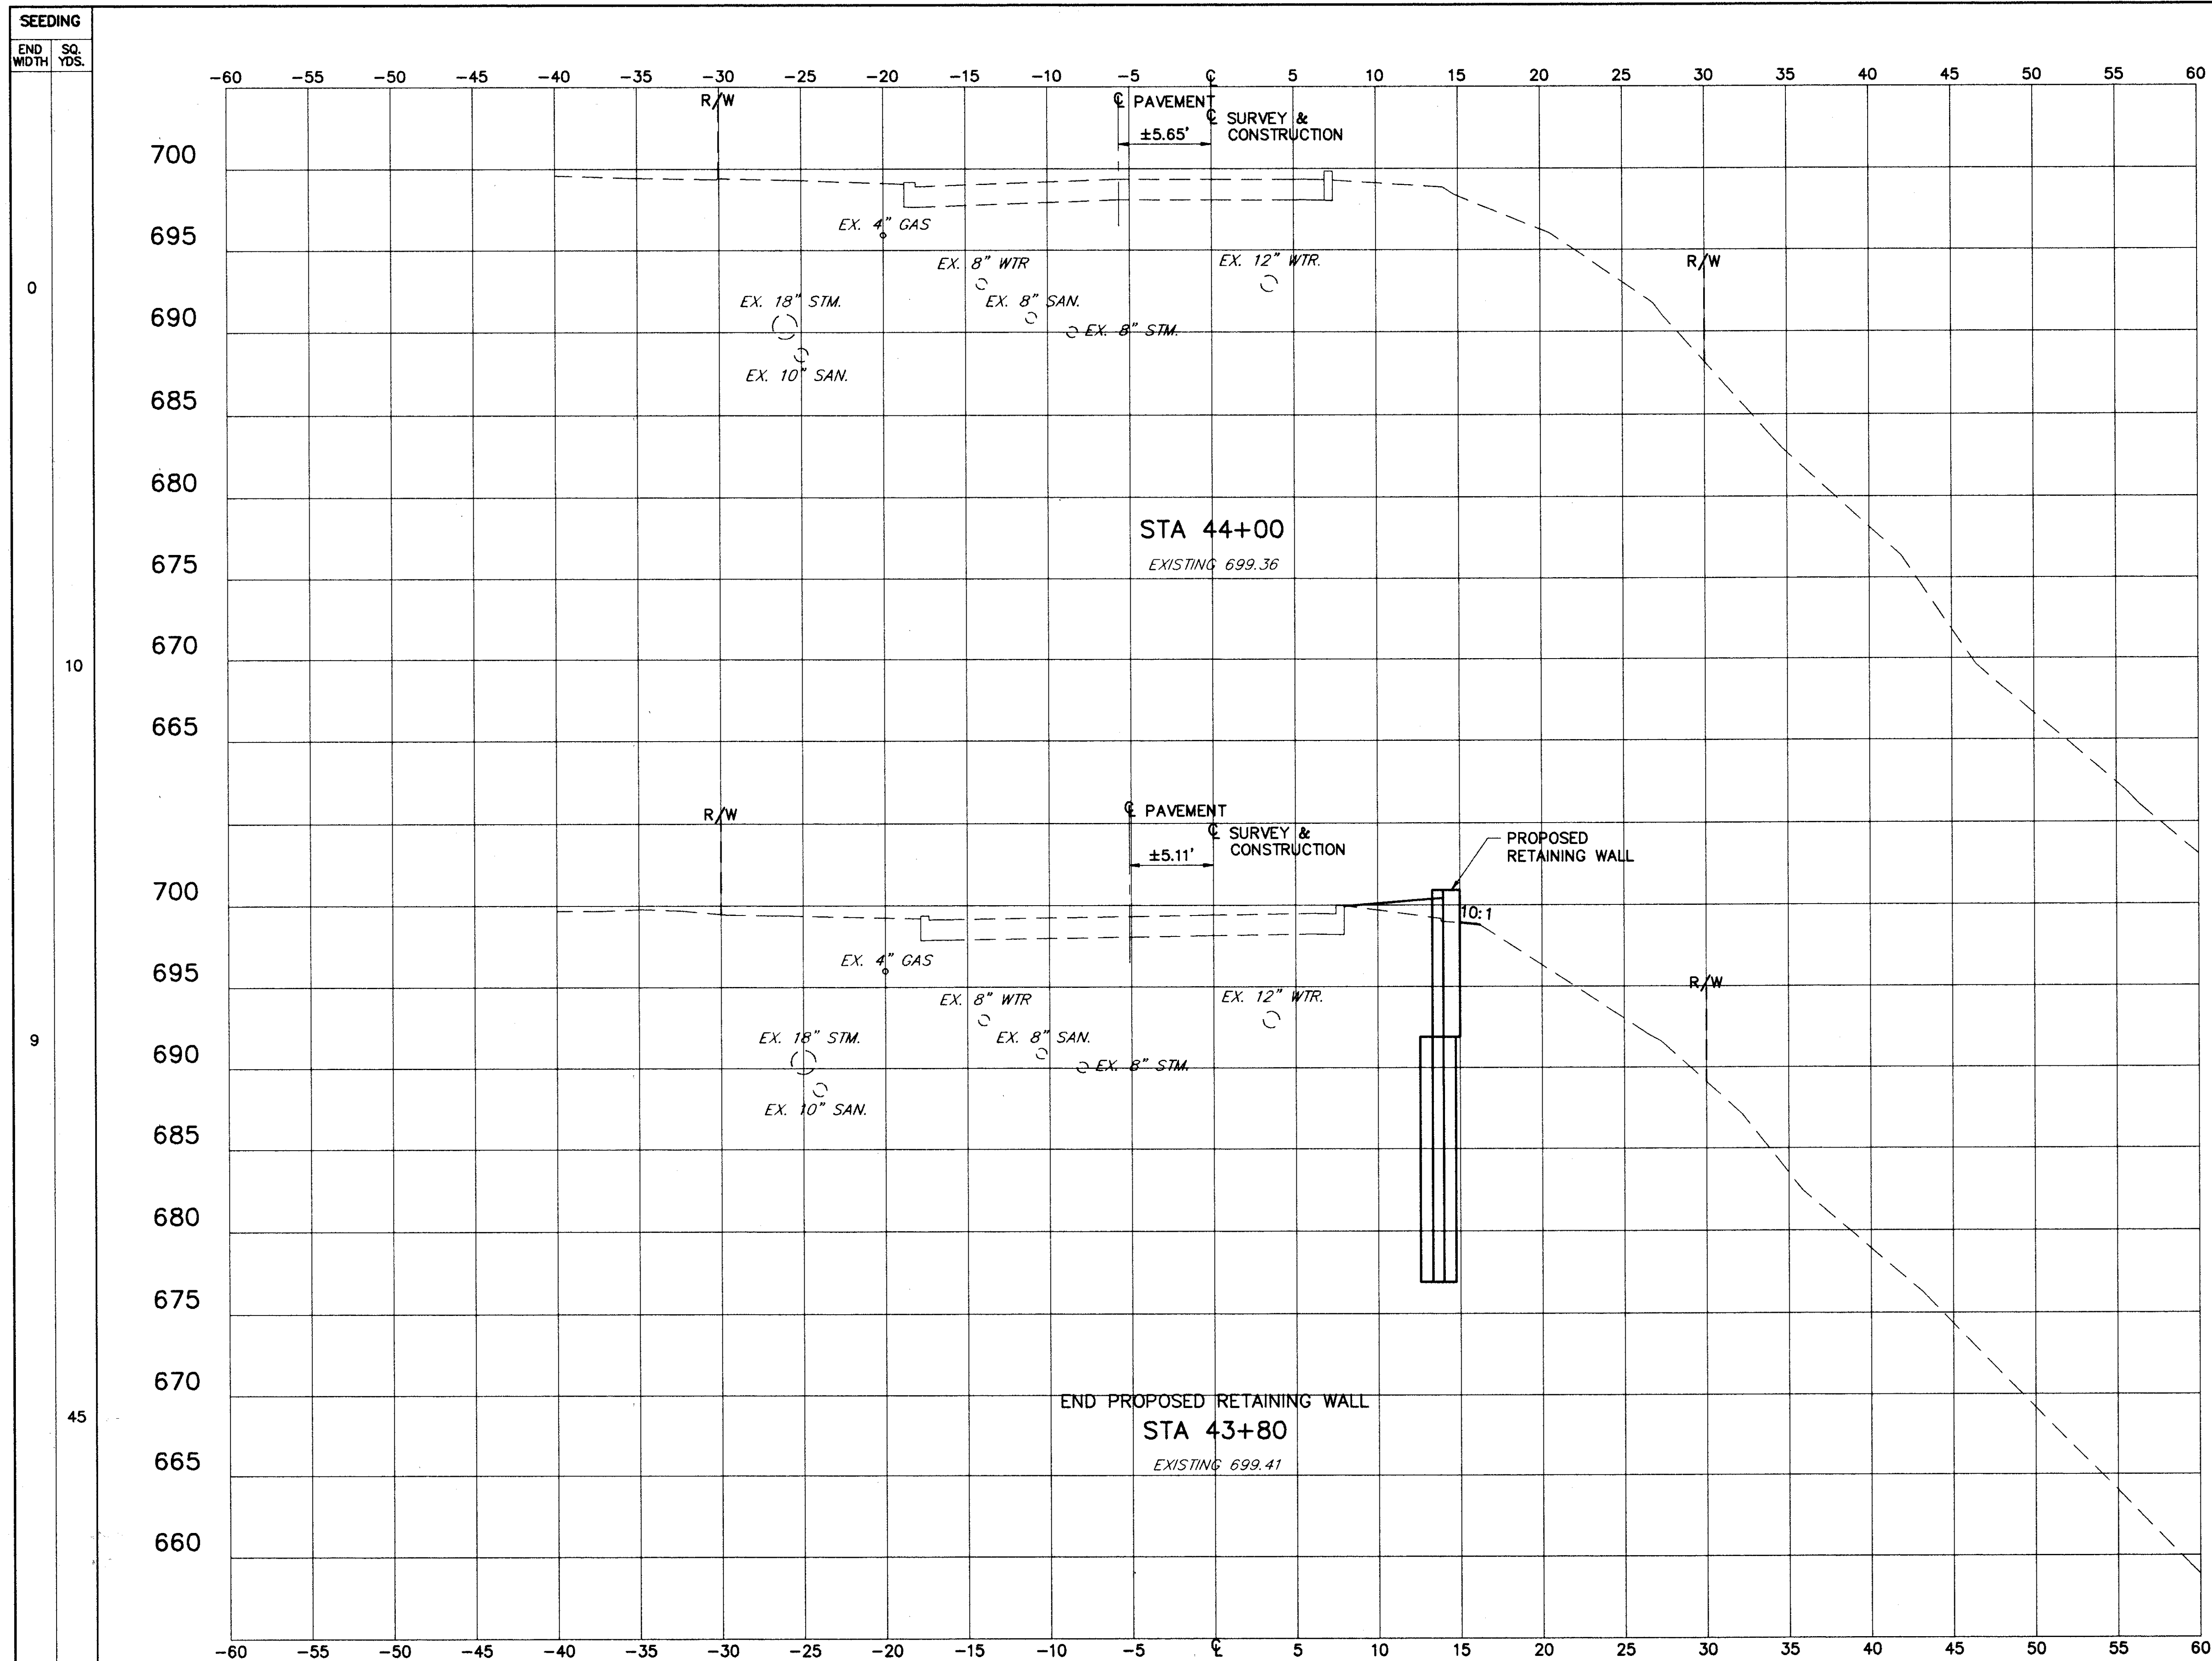 SEEDING
END WIDTH
SQ. YDS.
-60 -55 -50 -45 -40 -35 -30 -25 -20 -15 -10 -5 ℄ 5 10 15 20 25 30 35 40 45 50 55 60
R/W
℄ PAVEMENT
℄ SURVEY &
CONSTRUCTION
±5.65'
700
EX. 4" GAS
695
EX. 8" WTR
EX. 12" WTR.
R/W
0
EX. 18" STM.
EX. 8" SAN.
690
EX. 8" STM.
EX. 10" SAN.
685
680
STA 44+00
675
EXISTING 699.36
670
10
665
R/W
℄ PAVEMENT
℄ SURVEY &
CONSTRUCTION
±5.11'
PROPOSED
RETAINING WALL
700
10:1
695
EX. 4" GAS
R/W
EX. 8" WTR
EX. 12" WTR.
9
EX. 18" STM.
EX. 8" SAN.
690
EX. 8" STM.
EX. 10" SAN.
685
680
675
670
END PROPOSED RETAINING WALL
45
STA 43+80
665
EXISTING 699.41
660
-60 -55 -50 -45 -40 -35 -30 -25 -20 -15 -10 -5 ℄ 5 10 15 20 25 30 35 40 45 50 55 60